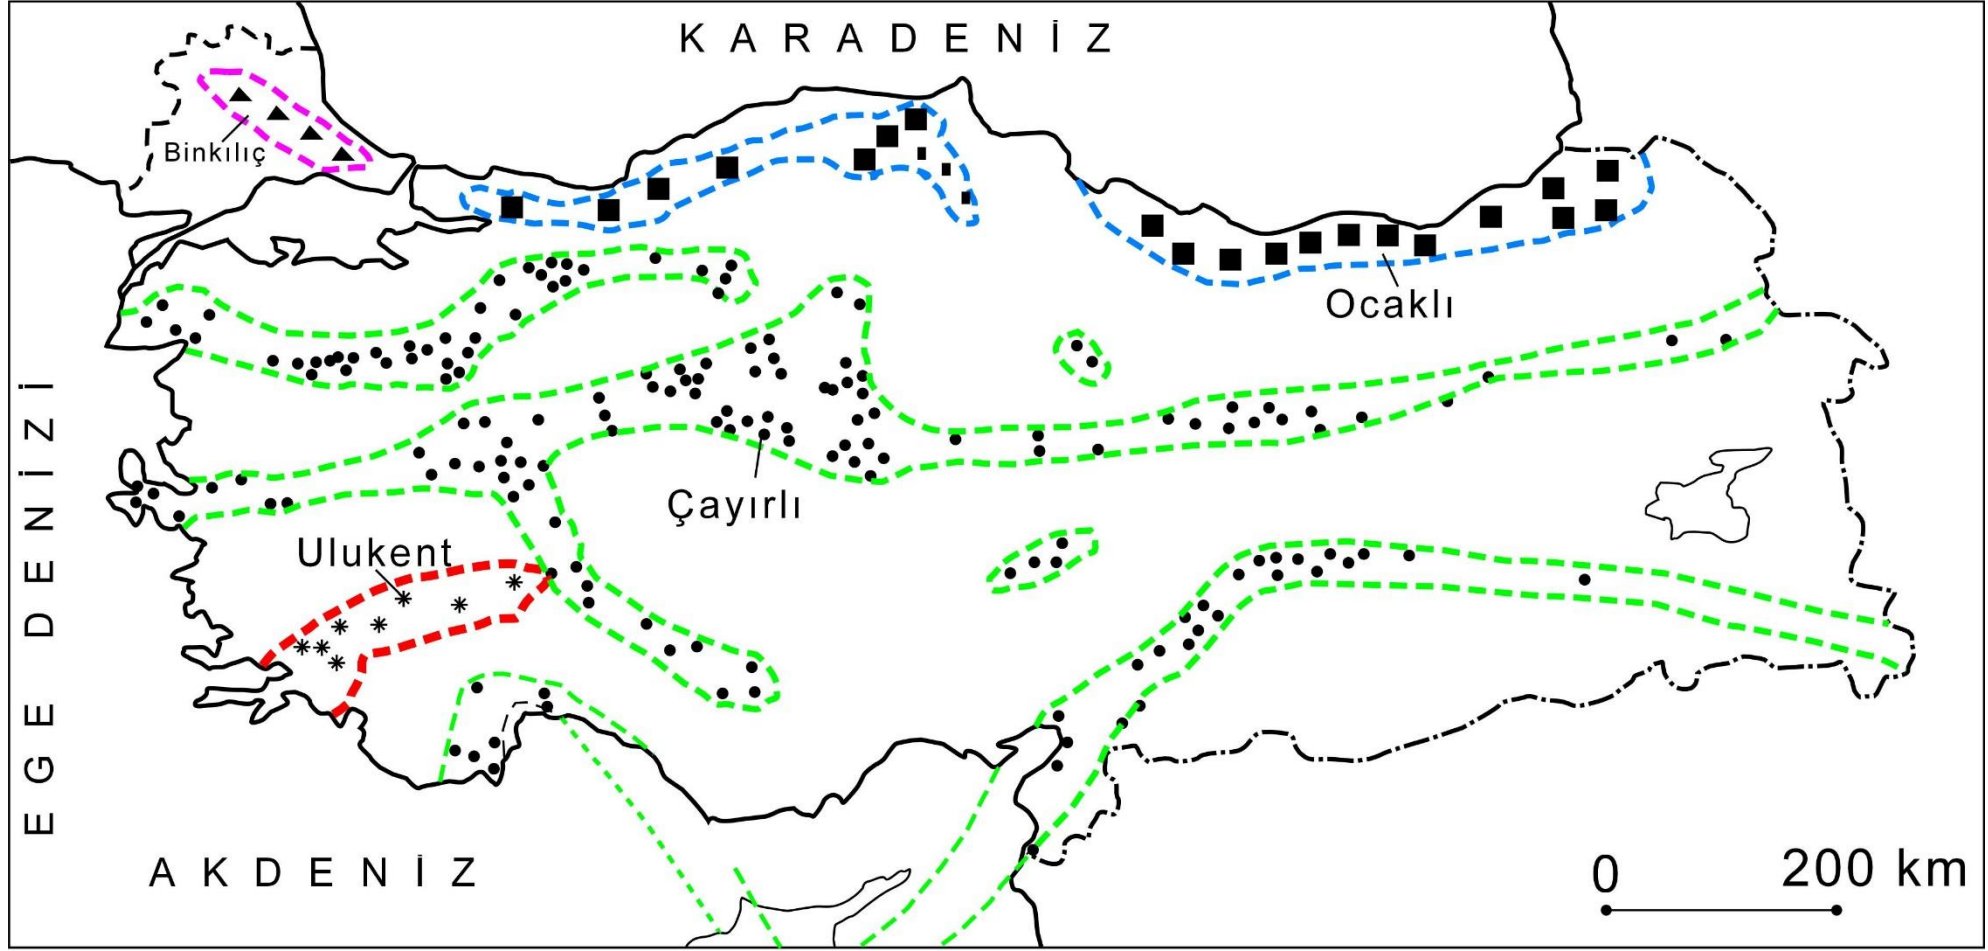 KARADENİZ
Binkılıç
Ocaklı
EGE DENİZİ
Çayırlı
Ulukent
AKDENİZ
0 200 km